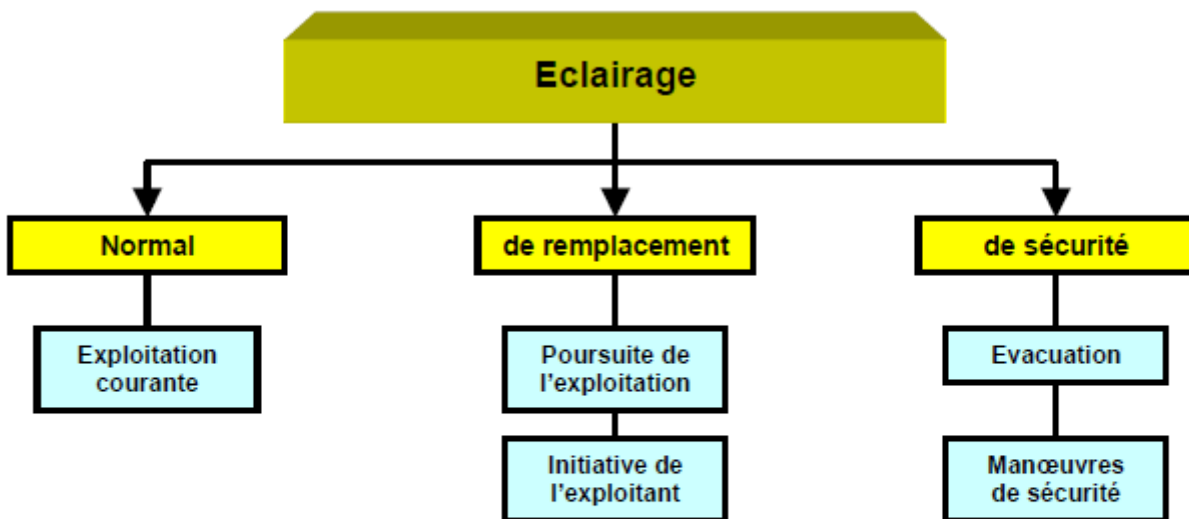 Eclairage
Normal
de remplacement
de sécurité
Exploitation
courante
Poursuite de
l'exploitation
Evacuation
Initiative de
l'exploitant
Manœuvres
de sécurité